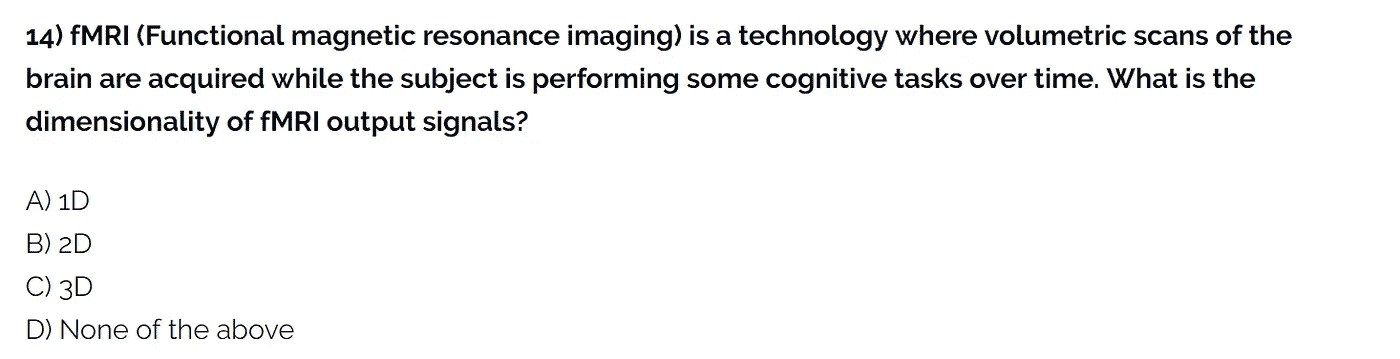 14) fMRI (Functional magnetic resonance imaging) is a technology where volumetric scans of the
brain are acquired while the subject is performing some cognitive tasks over time. What is the
dimensionality of fMRI output signals?
A) 1D
B) 2D
C) 3D
D) None of the above